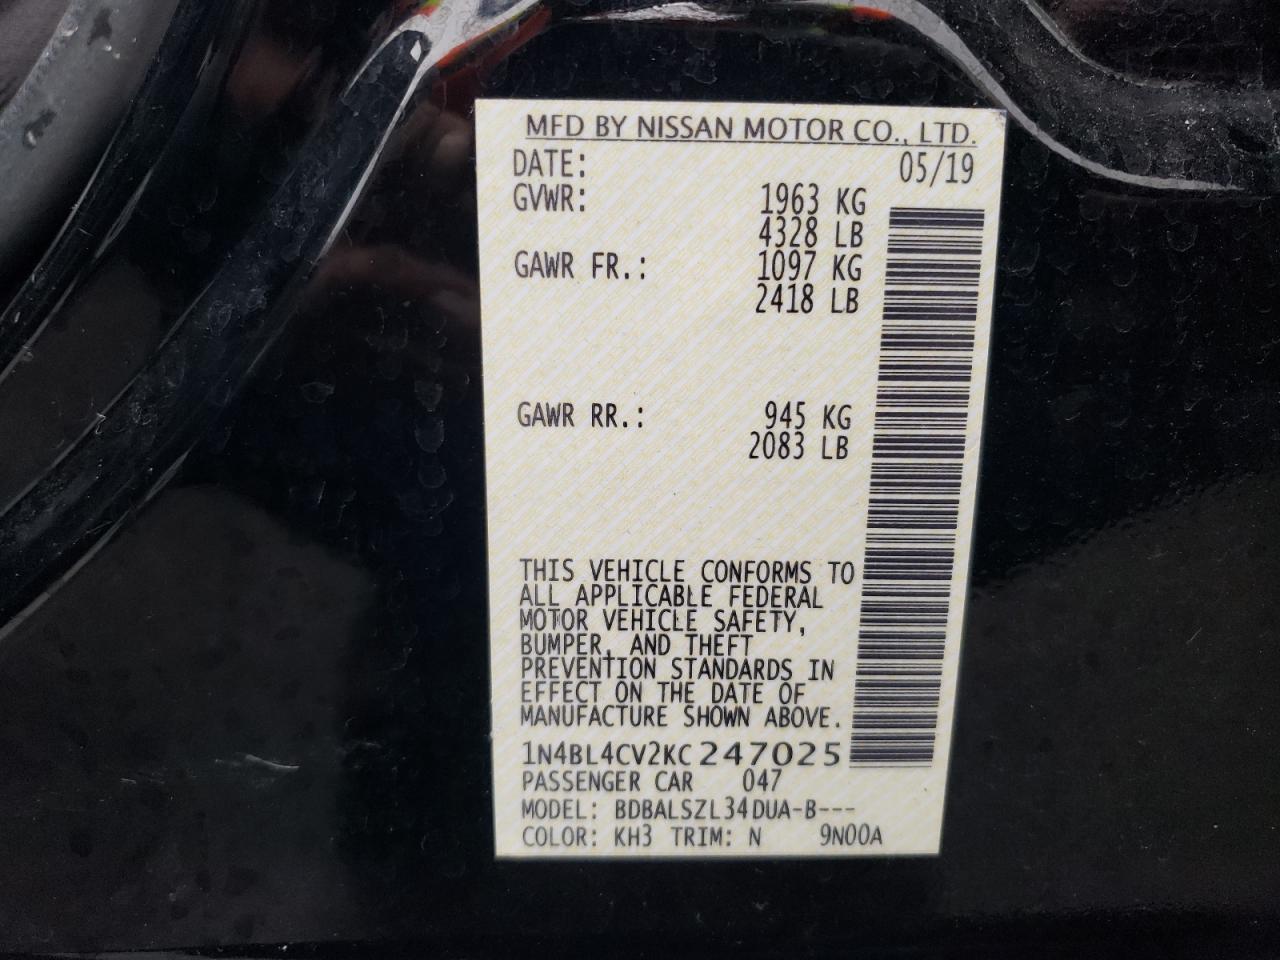 MFD BY NISSAN MOTOR CO., LTD.
DATE: 05/19
GVWR: 1963 KG
4328 LB
GAWR FR.: 1097 KG
2418 LB
GAWR RR.: 945 KG
2083 LB
THIS VEHICLE CONFORMS TO
ALL APPLICABLE FEDERAL
MOTOR VEHICLE SAFETY,
BUMPER, AND THEFT
PREVENTION STANDARDS IN
EFFECT ON THE DATE OF
MANUFACTURE SHOWN ABOVE.
1N4BL4CV2KC247025
PASSENGER CAR 047
MODEL: BDBALSZL34DUA-B---
COLOR: KH3 TRIM: N 9N00A